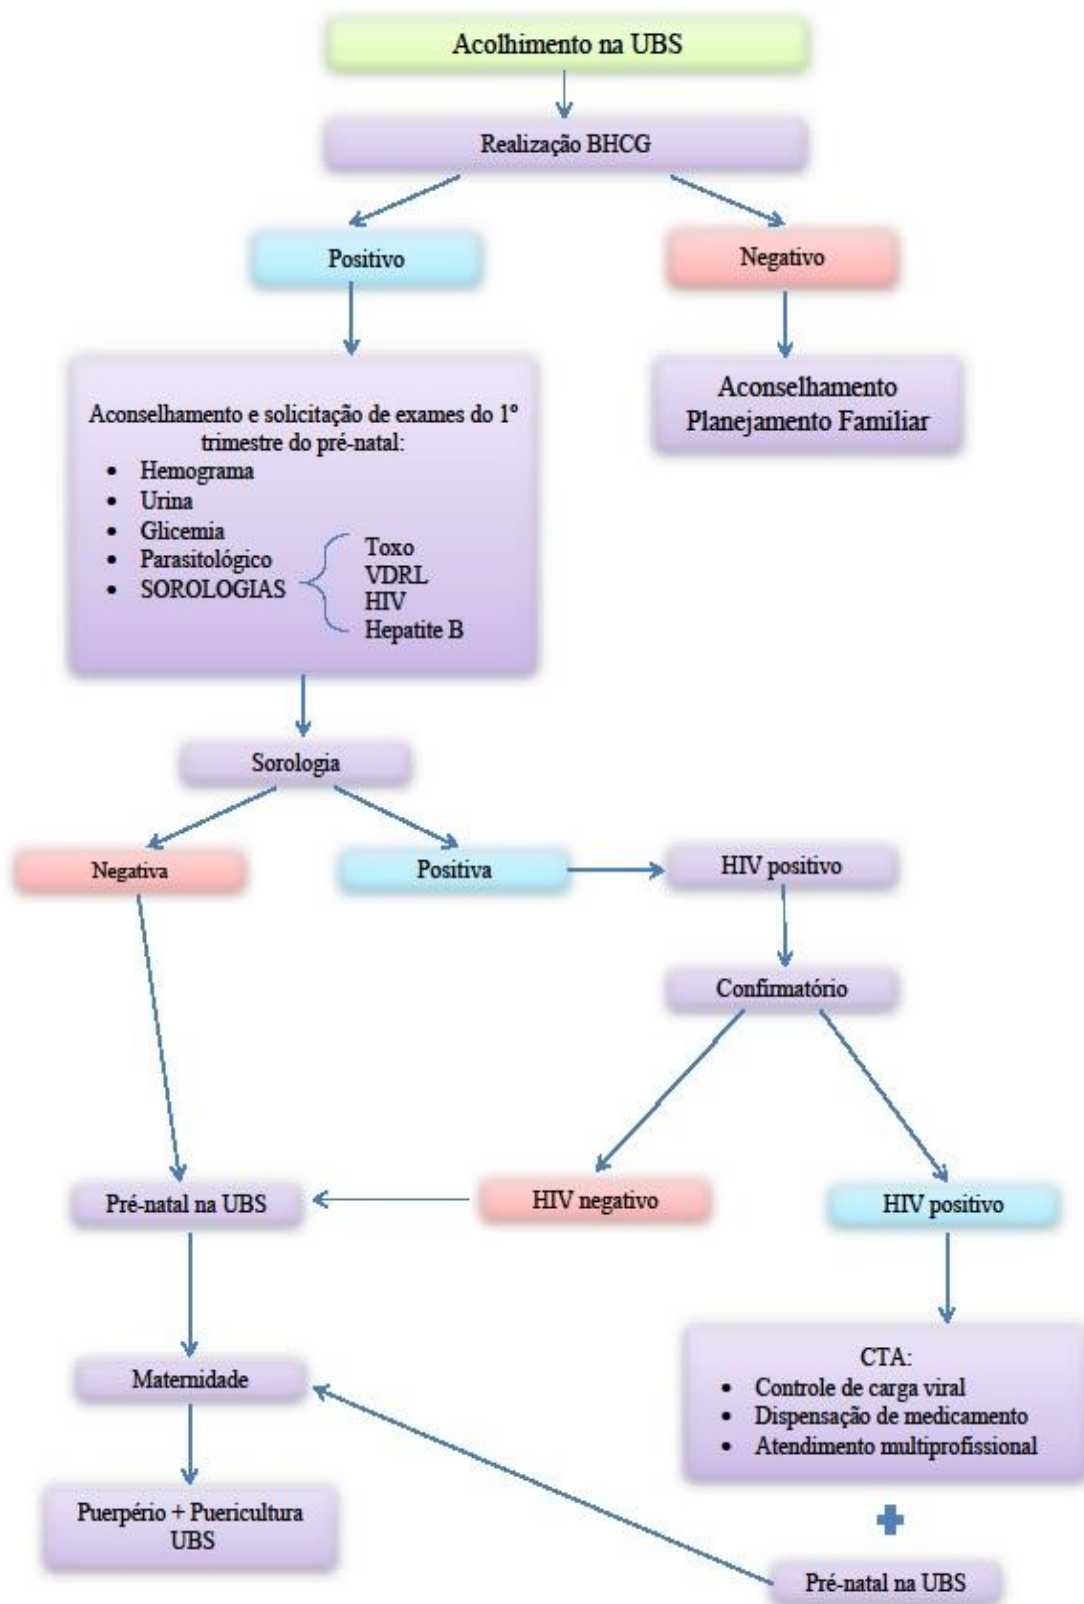 Acolhimento na UBS
Realização BHCG
Positivo
Negativo
Aconselhamento e solicitação de exames do 1º
trimestre do pré-natal:
• Hemograma
• Urina
• Glicemia
• Parasitológico
• SOROLOGIAS
Toxo
VDRL
HIV
Hepatite B
Aconselhamento
Planejamento Familiar
Sorologia
Negativa
Positiva
HIV positivo
Confirmatório
Pré-natal na UBS
HIV negativo
HIV positivo
Maternidade
CTA:
• Controle de carga viral
• Dispensação de medicamento
• Atendimento multiprofissional
Puerpério + Puericultura
UBS
Pré-natal na UBS